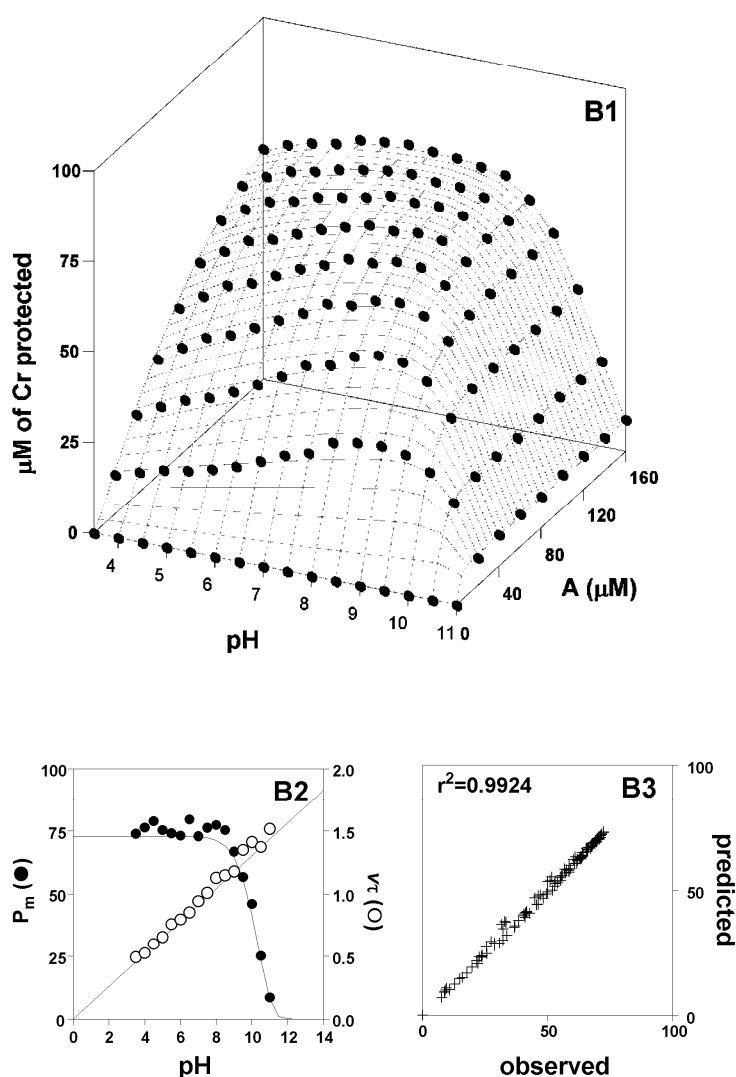 B1
100
75
50
25
0
μM of Cr protected
4
5
6
7
8
9
10
11
pH
0
40
80
120
160
A (μM)
B2
100
75
50
25
0
Pm (●)
2.0
1.5
1.0
0.5
0.0
ντ (○)
0 2 4 6 8 10 12 14
pH
r²=0.9924
B3
100
50
0
predicted
0 50 100
observed